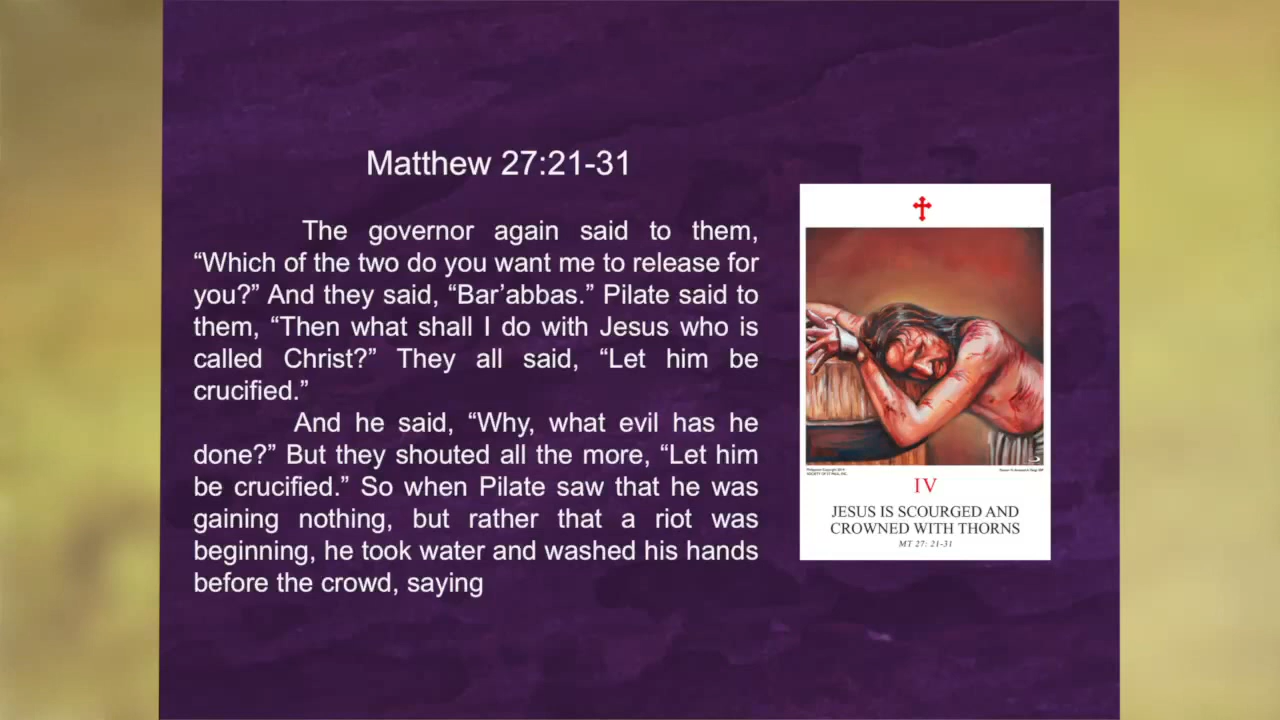 Matthew 27:21-31
The governor again said to them,
“Which of the two do you want me to release for
you?” And they said, “Bar’abbas.” Pilate said to
them, “Then what shall I do with Jesus who is
called Christ?” They all said, “Let him be
crucified.”
And he said, “Why, what evil has he
done?” But they shouted all the more, “Let him
be crucified.” So when Pilate saw that he was
gaining nothing, but rather that a riot was
beginning, he took water and washed his hands
before the crowd, saying
SOCIETY OF ST PAUL, INC.
IV
JESUS IS SCOURGED AND
CROWNED WITH THORNS
MT 27: 21-31